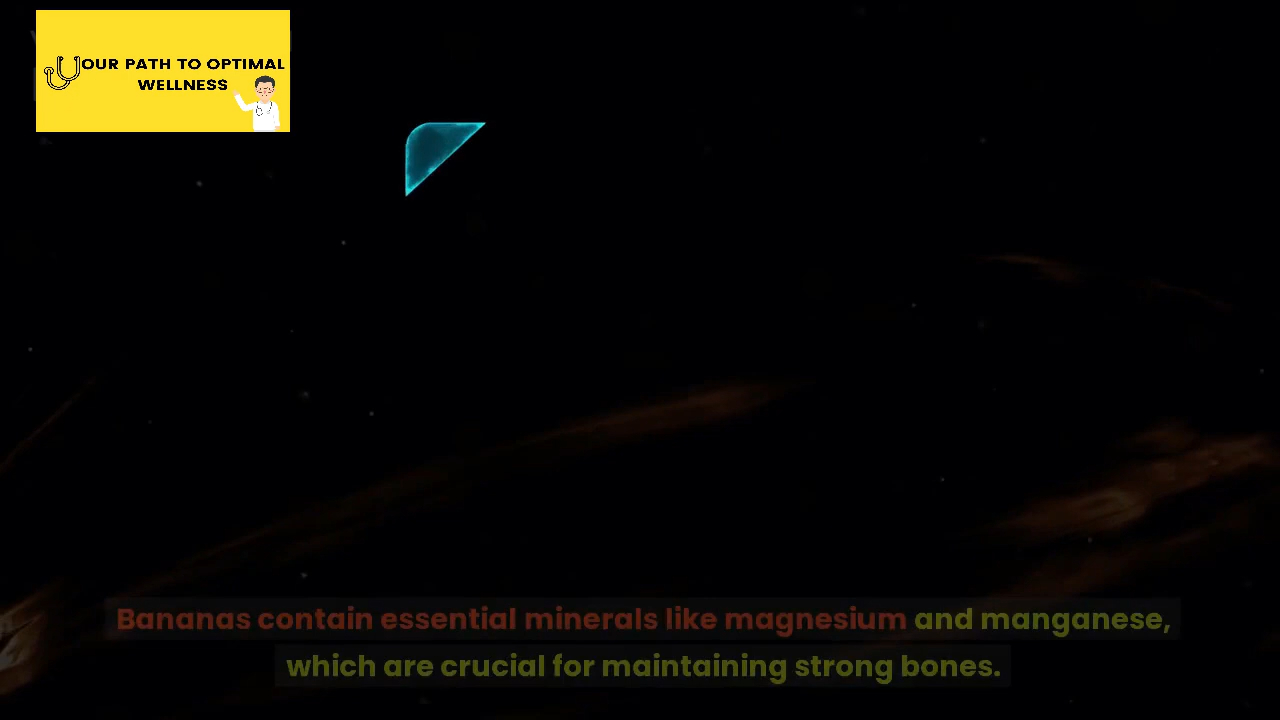 OUR PATH TO OPTIMAL
WELLNESS
Bananas contain essential minerals like magnesium and manganese,
which are crucial for maintaining strong bones.